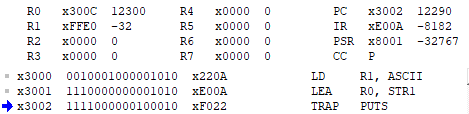 R0 x300C 12300 R4 x0000 0 PC x3002 12290
R1 xFFE0 -32 R5 x0000 0 IR xE00A -8182
R2 x0000 0 R6 x0000 0 PSR x8001 -32767
R3 x0000 0 R7 x0000 0 CC P
x3000 0010001000001010 x220A LD R1, ASCII
x3001 1110000000001010 xE00A LEA R0, STR1
x3002 1111000000100010 xF022 TRAP PUTS